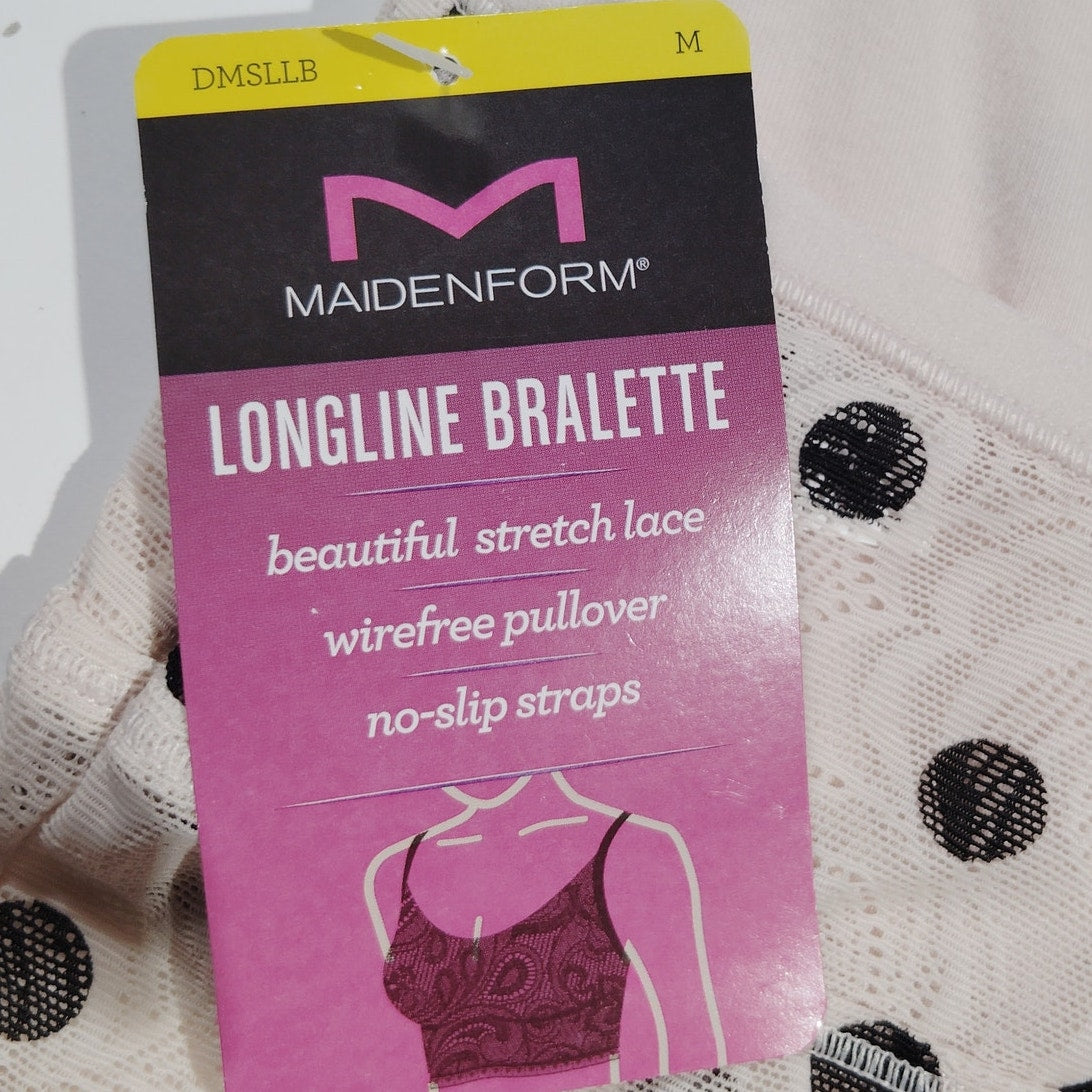 DMSLLB M
MAIDENFORM®
LONGLINE BRALETTE
beautiful stretch lace
wirefree pullover
no-slip straps